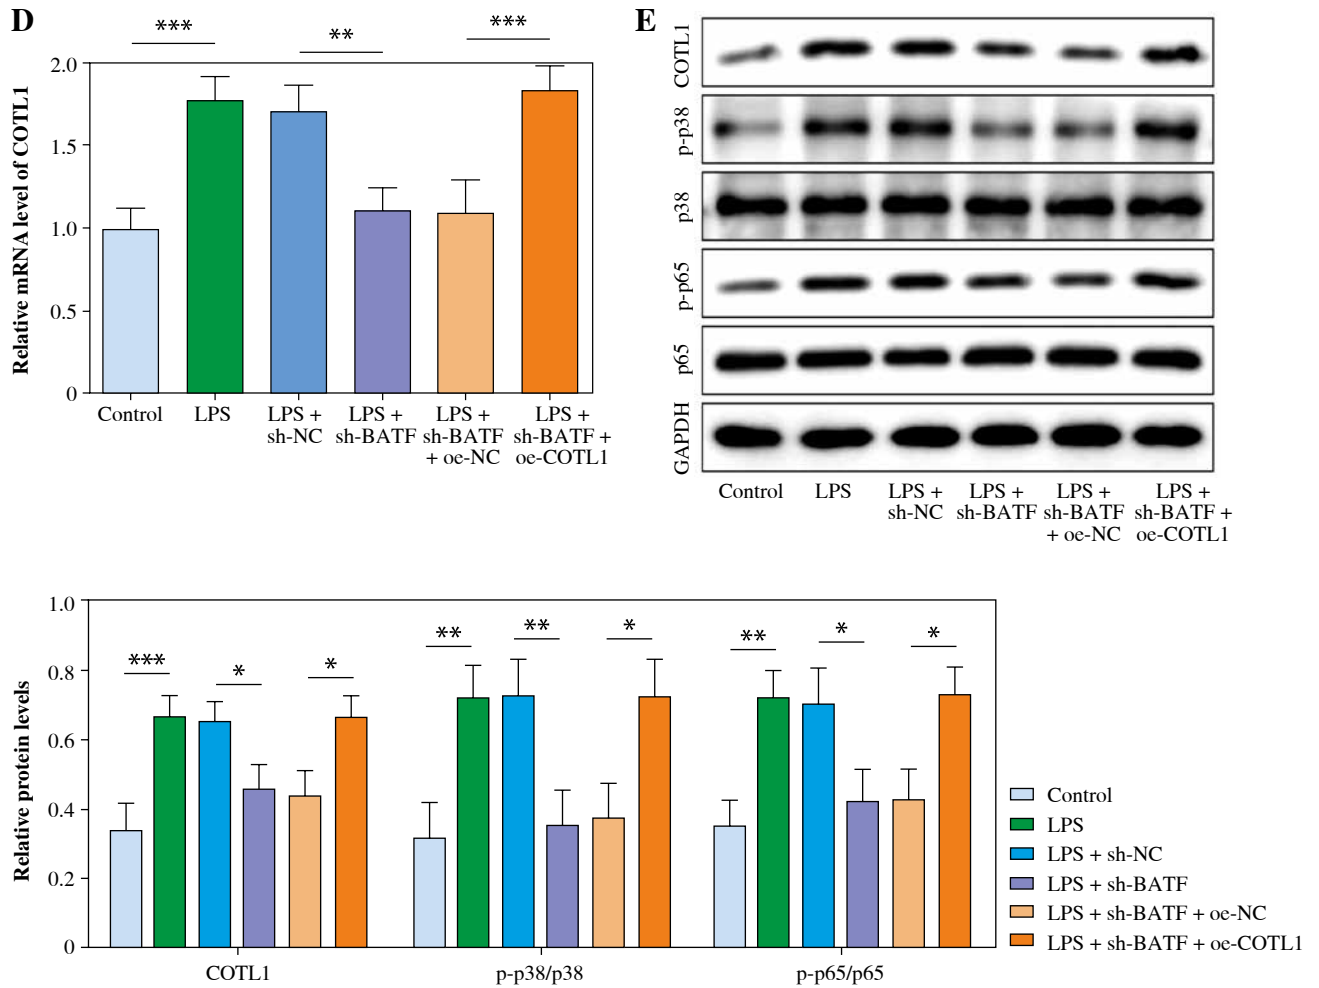 D
***
**
***
Relative mRNA level of COTL1
2.0
1.5
1.0
0.5
0
Control
LPS
LPS +
sh-NC
LPS +
sh-BATF
LPS +
sh-BATF
+ oe-NC
LPS +
sh-BATF +
oe-COTL1
E
COTL1
p-p38
p38
p-p65
p65
GAPDH
Control
LPS
LPS +
sh-NC
LPS +
sh-BATF
LPS +
sh-BATF
+ oe-NC
LPS +
sh-BATF +
oe-COTL1
Relative protein levels
1.0
0.8
0.6
0.4
0.2
0
***
*
*
**
**
*
**
*
*
COTL1
p-p38/p38
p-p65/p65
Control
LPS
LPS + sh-NC
LPS + sh-BATF
LPS + sh-BATF + oe-NC
LPS + sh-BATF + oe-COTL1